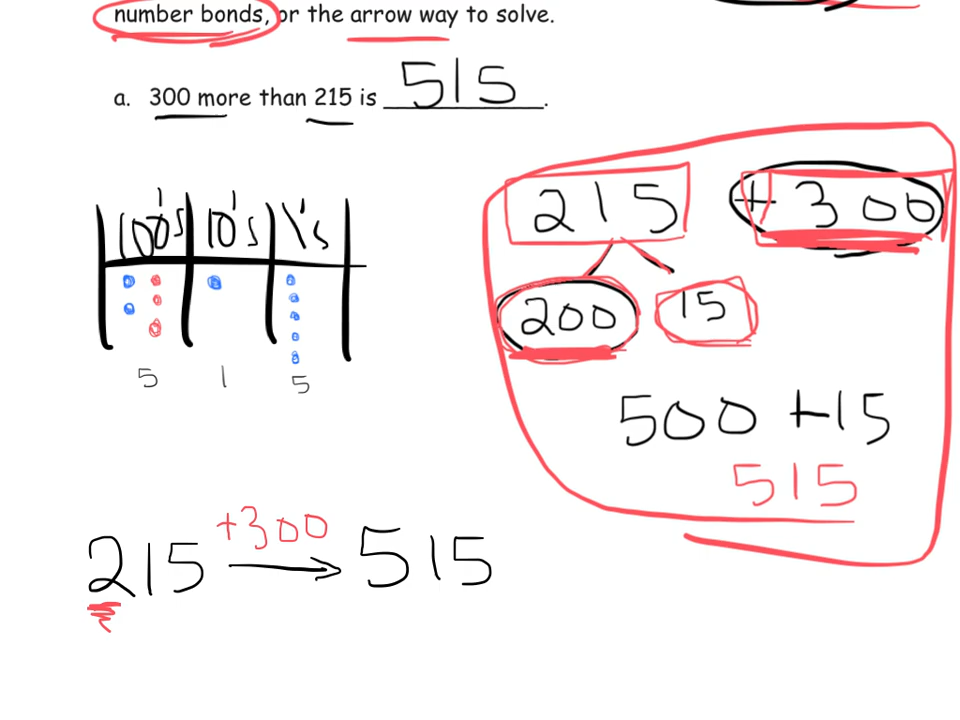 number bonds, or the arrow way to solve.
a. 300 more than 215 is 515.
100's 10's 1's
5 1 5
215 +300
200 15
500 +15
515
215 +300 → 515